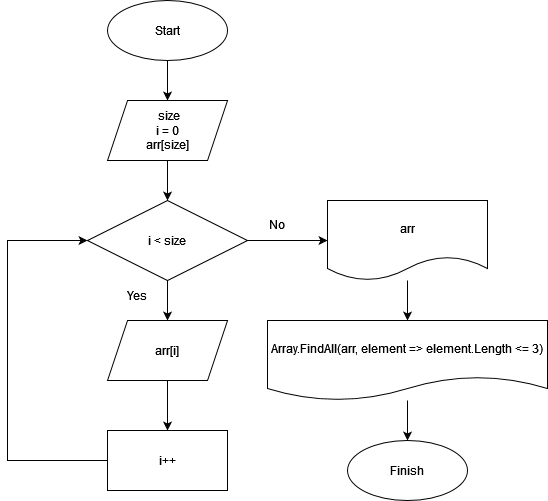 Start
size
i = 0
arr[size]
i < size
No
arr
Yes
arr[i]
Array.FindAll(arr, element => element.Length <= 3)
i++
Finish